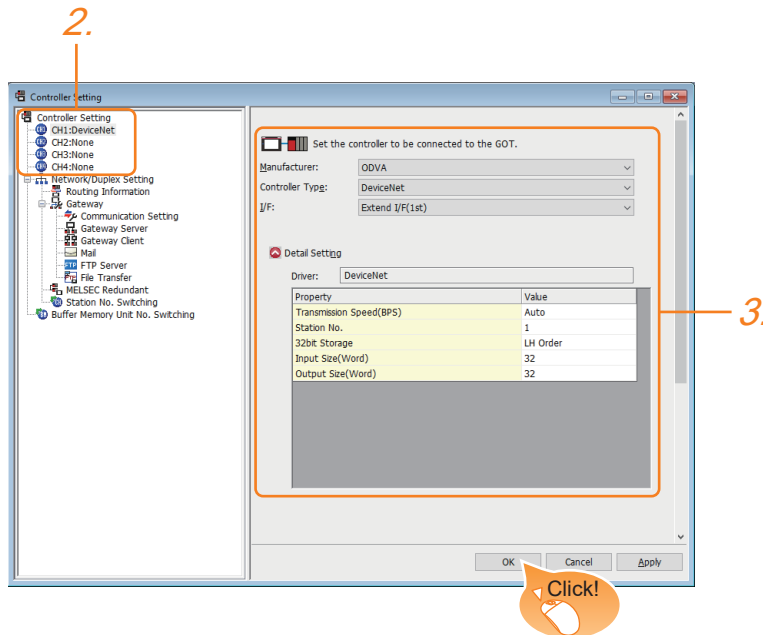 2.
Controller Setting
Controller Setting
CH1:DeviceNet
CH2:None
CH3:None
CH4:None
Network/Duplex Setting
Routing Information
Gateway
Communication Setting
Gateway Server
Gateway Client
Mail
FTP Server
File Transfer
MELSEC Redundant
Station No. Switching
Buffer Memory Unit No. Switching
Set the controller to be connected to the GOT.
Manufacturer: ODVA
Controller Type: DeviceNet
I/F: Extend I/F(1st)
Detail Setting
Driver: DeviceNet
Property Value
Transmission Speed(BPS) Auto
Station No. 1
32bit Storage LH Order
Input Size(Word) 32
Output Size(Word) 32
3.
OK Cancel Apply
Click!